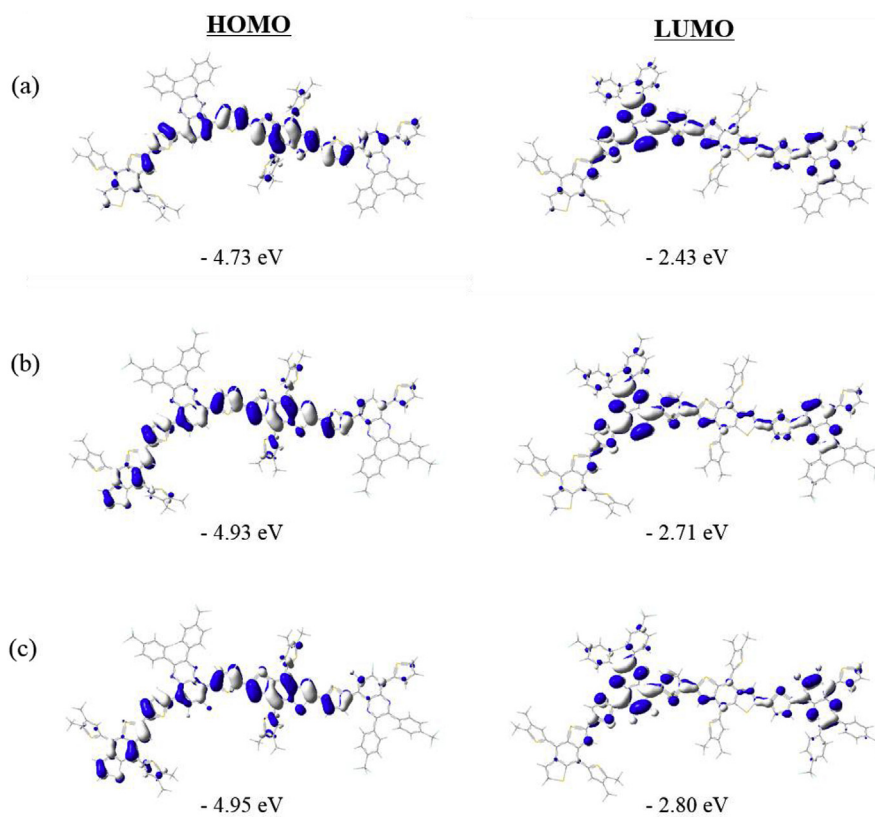 HOMO LUMO
(a)
- 4.73 eV - 2.43 eV
(b)
- 4.93 eV - 2.71 eV
(c)
- 4.95 eV - 2.80 eV